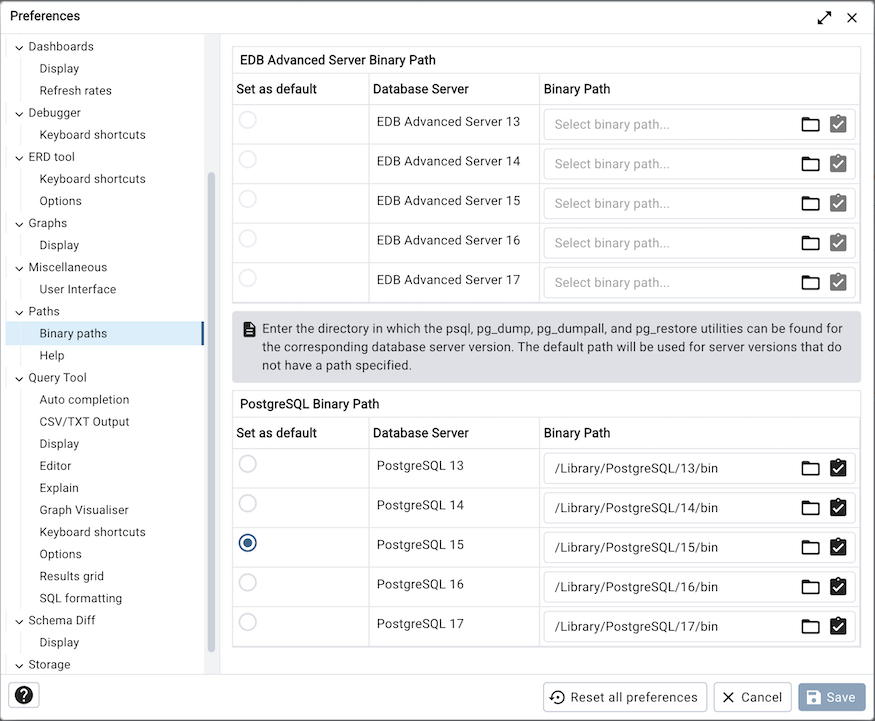 Preferences
Dashboards
Display
Refresh rates
Debugger
Keyboard shortcuts
ERD tool
Keyboard shortcuts
Options
Graphs
Display
Miscellaneous
User Interface
Paths
Binary paths
Help
Query Tool
Auto completion
CSV/TXT Output
Display
Editor
Explain
Graph Visualiser
Keyboard shortcuts
Options
Results grid
SQL formatting
Schema Diff
Display
Storage
EDB Advanced Server Binary Path
Set as default Database Server Binary Path
EDB Advanced Server 13 Select binary path...
EDB Advanced Server 14 Select binary path...
EDB Advanced Server 15 Select binary path...
EDB Advanced Server 16 Select binary path...
EDB Advanced Server 17 Select binary path...
Enter the directory in which the psql, pg_dump, pg_dumpall, and pg_restore utilities can be found for
the corresponding database server version. The default path will be used for server versions that do
not have a path specified.
PostgreSQL Binary Path
Set as default Database Server Binary Path
PostgreSQL 13 /Library/PostgreSQL/13/bin
PostgreSQL 14 /Library/PostgreSQL/14/bin
PostgreSQL 15 /Library/PostgreSQL/15/bin
PostgreSQL 16 /Library/PostgreSQL/16/bin
PostgreSQL 17 /Library/PostgreSQL/17/bin
? Reset all preferences Cancel Save